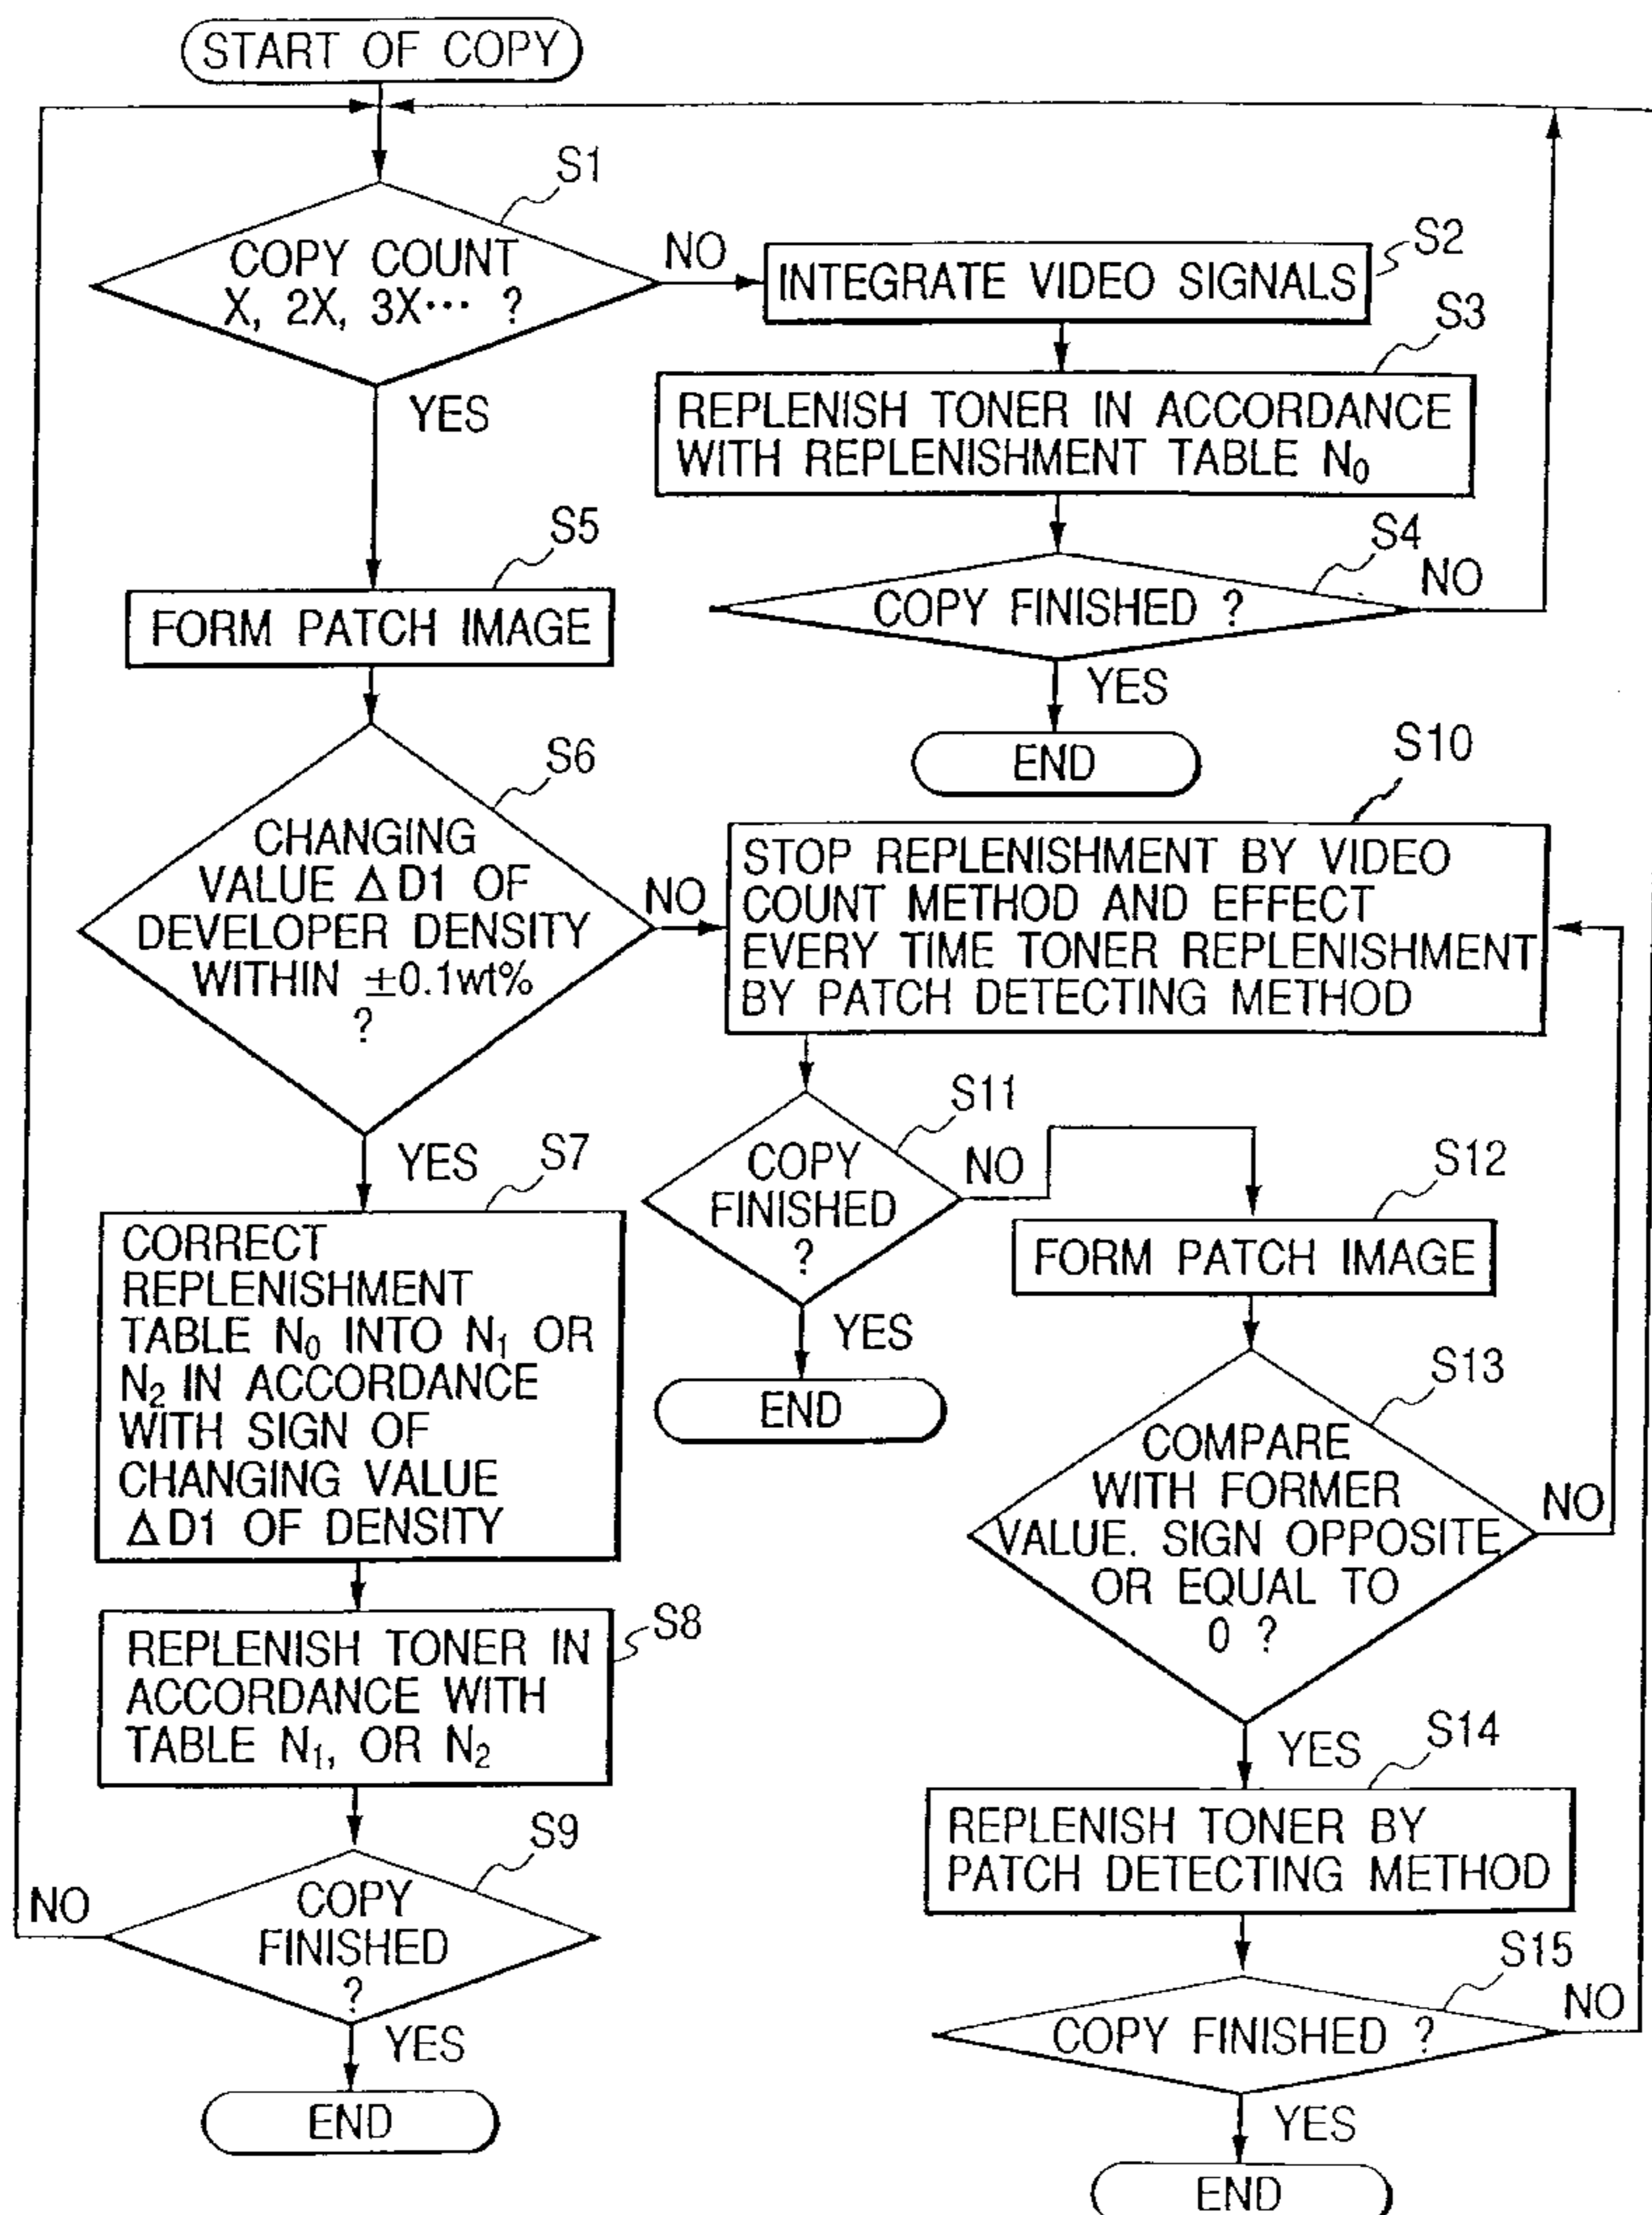 START OF COPY
S1
COPY COUNT
X, 2X, 3X··· ?
NO
YES
S2
INTEGRATE VIDEO SIGNALS
S3
REPLENISH TONER IN ACCORDANCE
WITH REPLENISHMENT TABLE N₀
S4
COPY FINISHED ?
NO
YES
END
S5
FORM PATCH IMAGE
S6
CHANGING
VALUE Δ D1 OF
DEVELOPER DENSITY
WITHIN ±0.1wt%
?
NO
YES
S7
CORRECT
REPLENISHMENT
TABLE N₀ INTO N₁ OR
N₂ IN ACCORDANCE
WITH SIGN OF
CHANGING VALUE
Δ D1 OF DENSITY
S8
REPLENISH TONER IN
ACCORDANCE WITH
TABLE N₁, OR N₂
S9
COPY
FINISHED
?
NO
YES
END
S10
STOP REPLENISHMENT BY VIDEO
COUNT METHOD AND EFFECT
EVERY TIME TONER REPLENISHMENT
BY PATCH DETECTING METHOD
S11
COPY
FINISHED
?
NO
YES
END
S12
FORM PATCH IMAGE
S13
COMPARE
WITH FORMER
VALUE. SIGN OPPOSITE
OR EQUAL TO
0 ?
NO
YES
S14
REPLENISH TONER BY
PATCH DETECTING METHOD
S15
COPY FINISHED ?
NO
YES
END